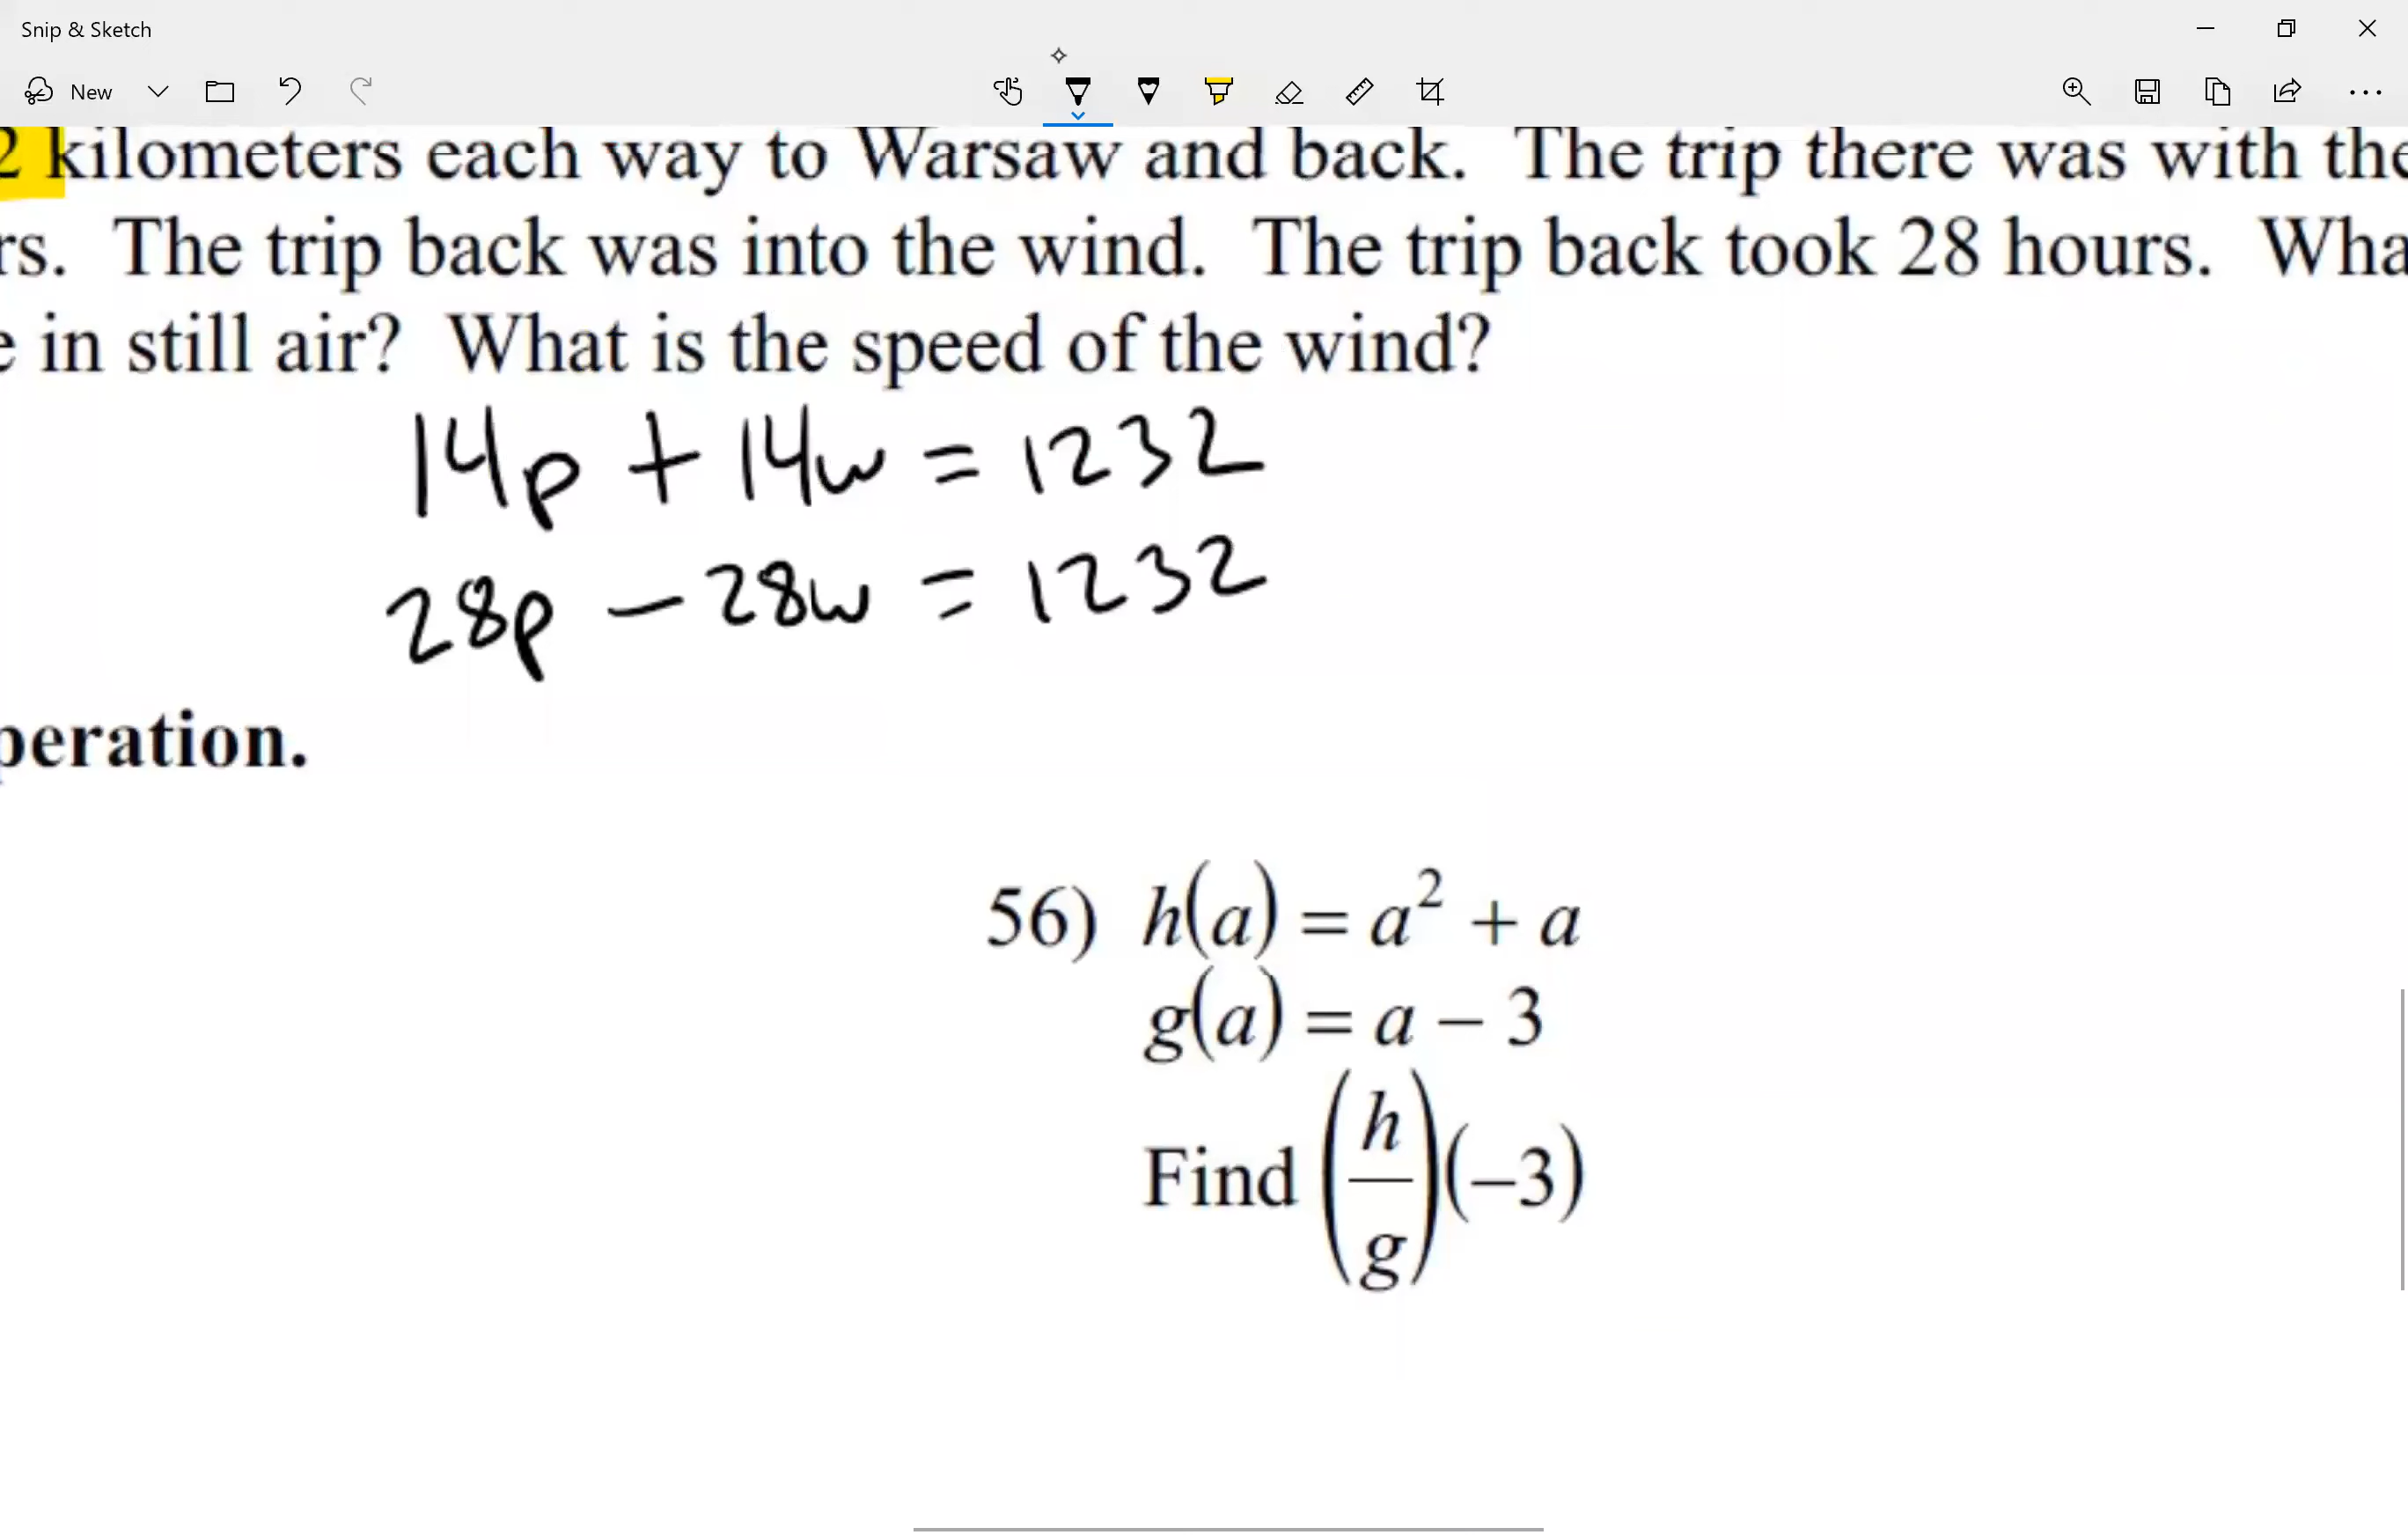 Snip & Sketch
New
2 kilometers each way to Warsaw and back. The trip there was with the
rs. The trip back was into the wind. The trip back took 28 hours. Wha
e in still air? What is the speed of the wind?
14p + 14w = 1232
28p - 28w = 1232
peration.
56) h(a) = a² + a
g(a) = a − 3
Find (h/g)(−3)